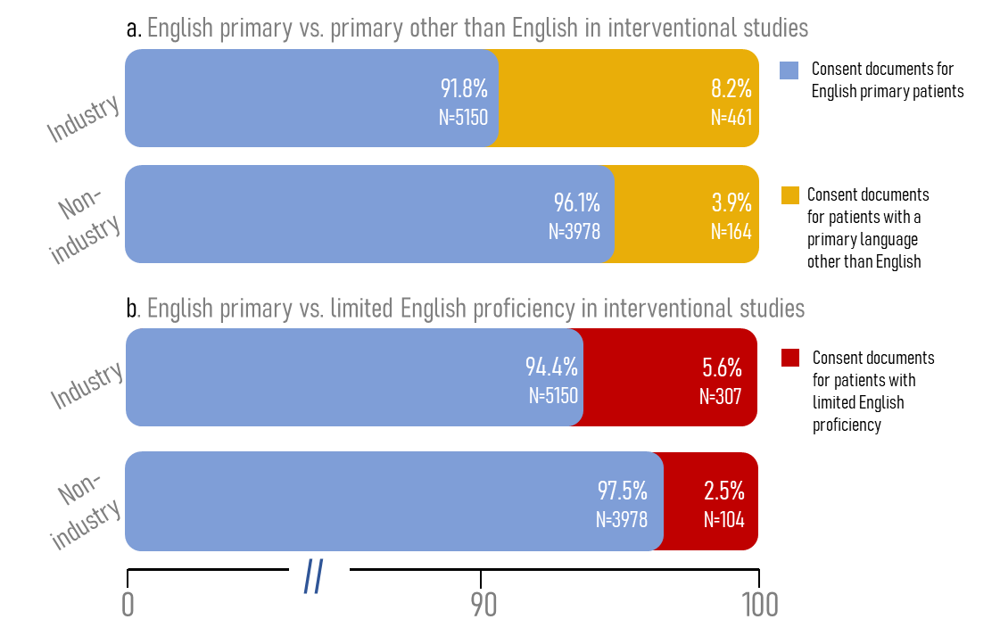 a. English primary vs. primary other than English in interventional studies
Industry
91.8%
N=5150
8.2%
N=461
Consent documents for
English primary patients
Non-
industry
96.1%
N=3978
3.9%
N=164
Consent documents
for patients with a
primary language
other than English
b. English primary vs. limited English proficiency in interventional studies
Industry
94.4%
N=5150
5.6%
N=307
Consent documents
for patients with
limited English
proficiency
Non-
industry
97.5%
N=3978
2.5%
N=104
//
0
90
100